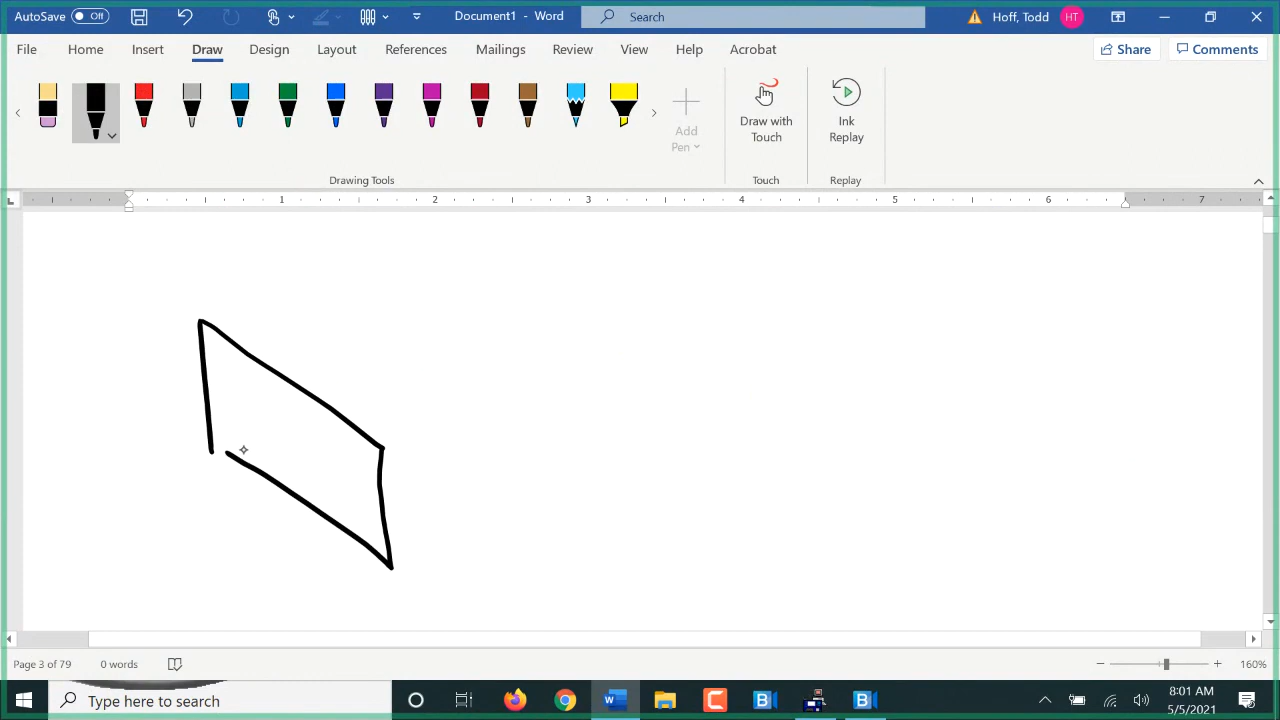 AutoSave Off Document1 - Word Search Hoff, Todd HT
File Home Insert Draw Design Layout References Mailings Review View Help Acrobat Share Comments
Add Pen
Draw with Touch
Ink Replay
Drawing Tools Touch Replay
1 2 3 4 5 6 7
Page 3 of 79 0 words 160%
Type here to search 8:01 AM
5/5/2021